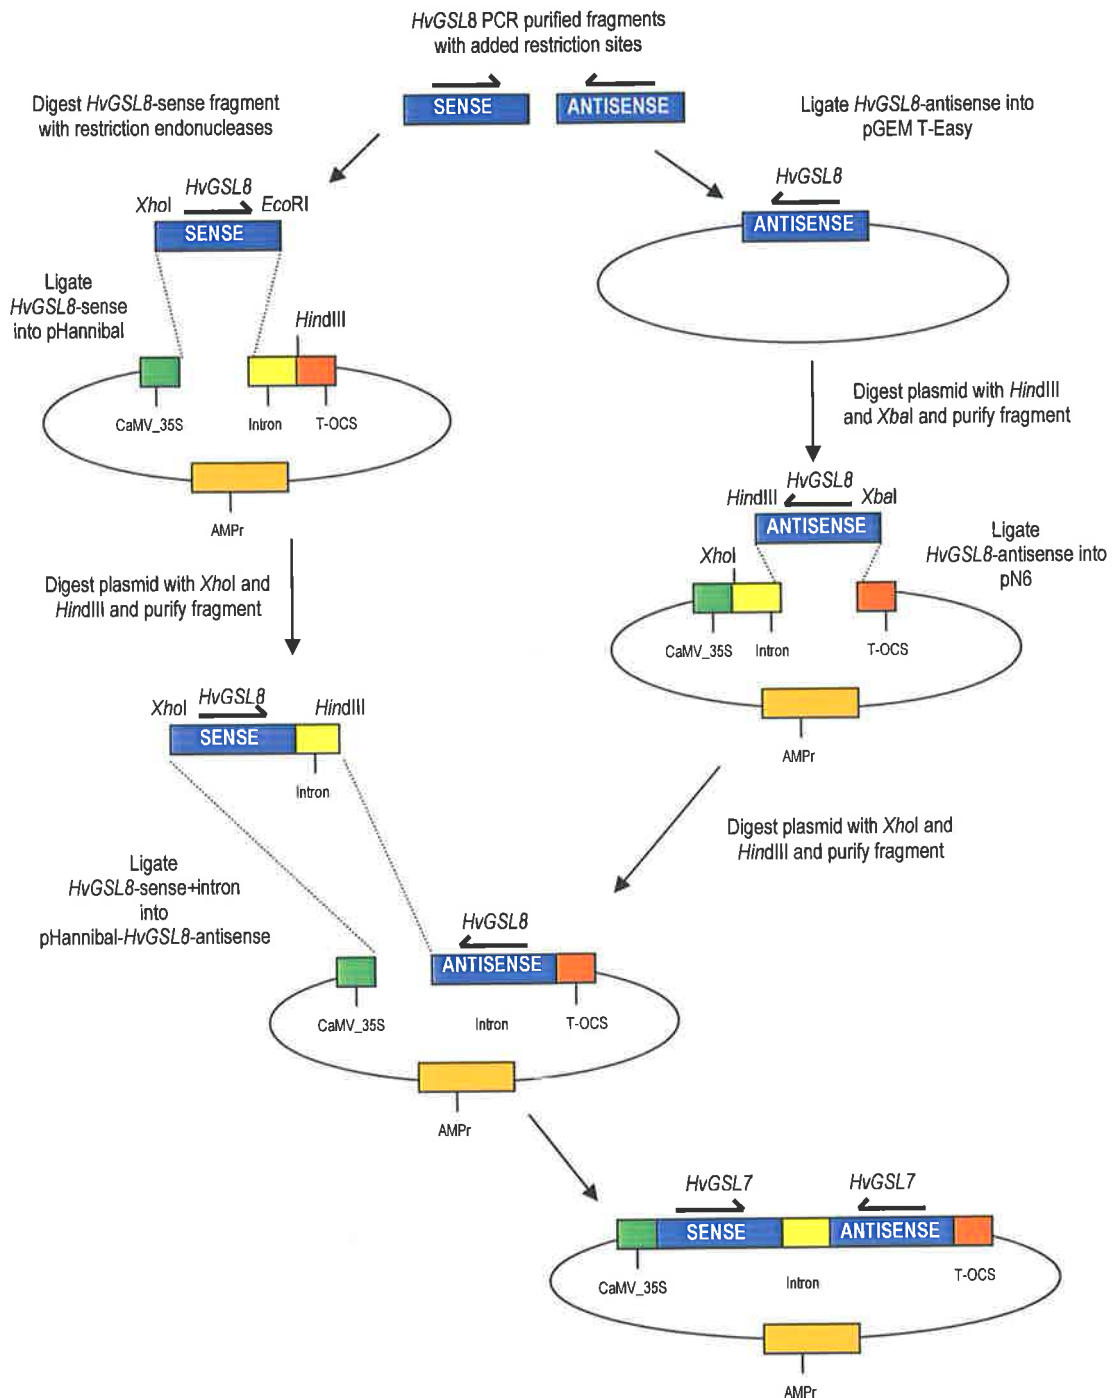 HvGSL8 PCR purified fragments
with added restriction sites
Digest HvGSL8-sense fragment
with restriction endonucleases
SENSE
ANTISENSE
Ligate HvGSL8-antisense into
pGEM T-Easy
HvGSL8
XhoI
EcoRI
SENSE
HvGSL8
ANTISENSE
Ligate
HvGSL8-sense
into pHannibal
HindIII
CaMV_35S
Intron
T-OCS
AMPr
Digest plasmid with HindIII
and XbaI and purify fragment
HvGSL8
HindIII
XbaI
ANTISENSE
Ligate
HvGSL8-antisense into
pN6
XhoI
CaMV_35S
Intron
T-OCS
AMPr
Digest plasmid with XhoI and
HindIII and purify fragment
XhoI
HvGSL8
HindIII
SENSE
Intron
Digest plasmid with XhoI and
HindIII and purify fragment
Ligate
HvGSL8-sense+intron
into
pHannibal-HvGSL8-antisense
HvGSL8
ANTISENSE
CaMV_35S
Intron
T-OCS
AMPr
HvGSL7
HvGSL7
SENSE
ANTISENSE
CaMV_35S
Intron
T-OCS
AMPr